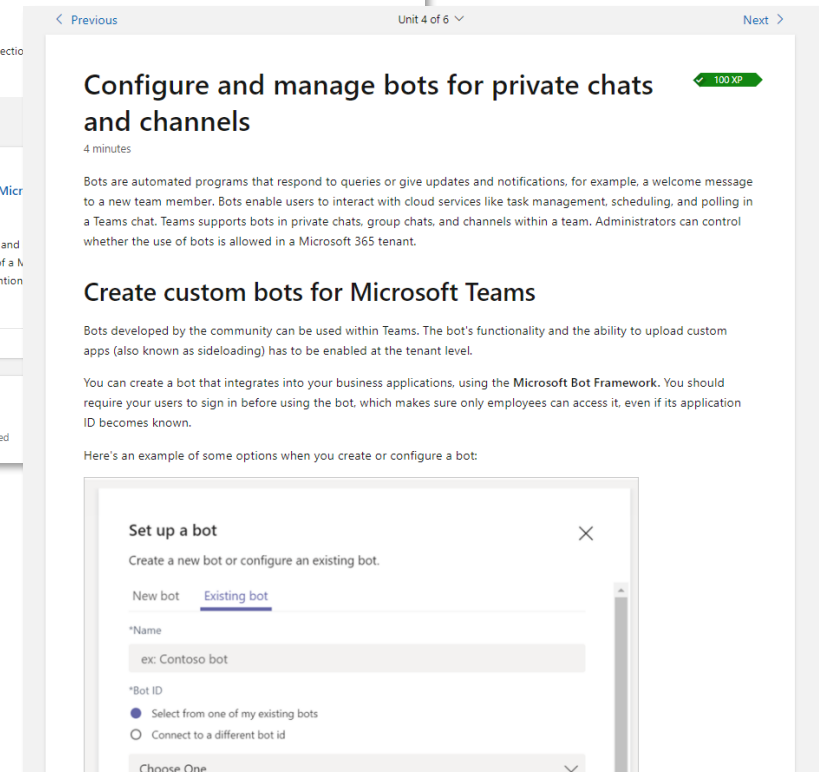 Previous
Unit 4 of 6
Next
Configure and manage bots for private chats
and channels
100 XP
4 minutes
Bots are automated programs that respond to queries or give updates and notifications, for example, a welcome message
to a new team member. Bots enable users to interact with cloud services like task management, scheduling, and polling in
a Teams chat. Teams supports bots in private chats, group chats, and channels within a team. Administrators can control
whether the use of bots is allowed in a Microsoft 365 tenant.
Create custom bots for Microsoft Teams
Bots developed by the community can be used within Teams. The bot's functionality and the ability to upload custom
apps (also known as sideloading) has to be enabled at the tenant level.
You can create a bot that integrates into your business applications, using the Microsoft Bot Framework. You should
require your users to sign in before using the bot, which makes sure only employees can access it, even if its application
ID becomes known.
Here's an example of some options when you create or configure a bot:
Set up a bot
Create a new bot or configure an existing bot.
New bot Existing bot
*Name
ex: Contoso bot
*Bot ID
Select from one of my existing bots
Connect to a different bot id
Choose One
and
of a